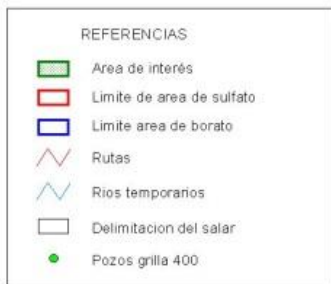 REFERENCIAS
Area de interés
Limite de area de sulfato
Limite area de borato
Rutas
Rios temporarios
Delimitacion del salar
Pozos grilla 400